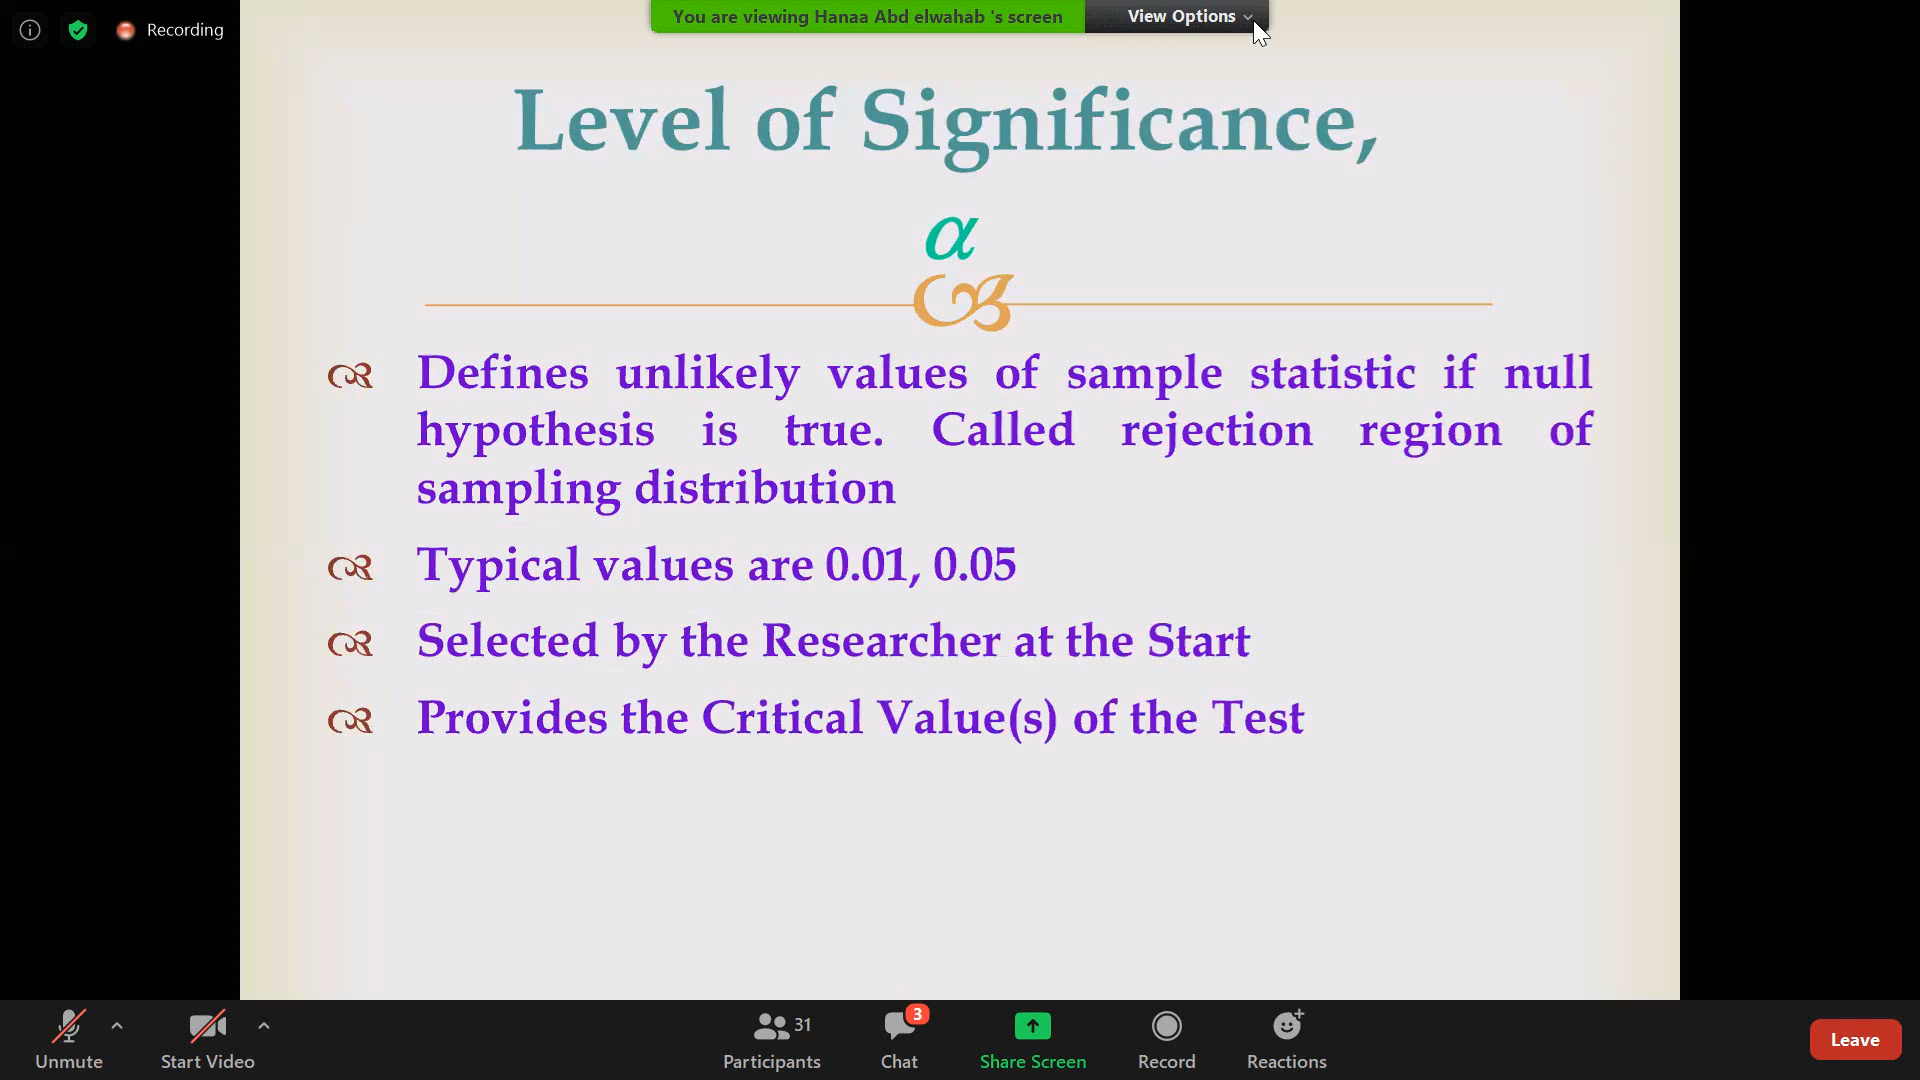 Recording
You are viewing Hanaa Abd elwahab 's screen
View Options
Level of Significance,
α
Defines unlikely values of sample statistic if null
hypothesis is true. Called rejection region of
sampling distribution
Typical values are 0.01, 0.05
Selected by the Researcher at the Start
Provides the Critical Value(s) of the Test
Unmute
Start Video
31
Participants
3
Chat
Share Screen
Record
Reactions
Leave